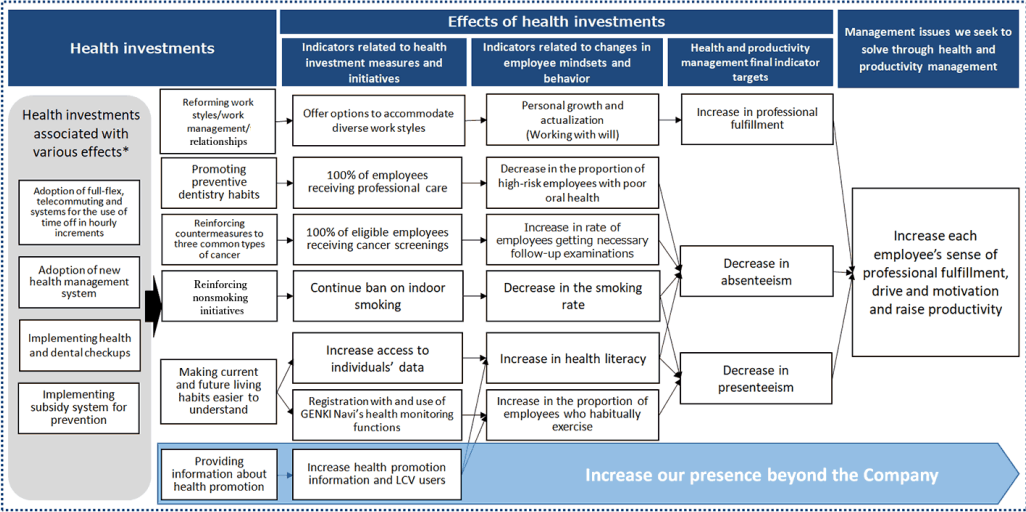 Health investments
Effects of health investments
Indicators related to health
investment measures and
initiatives
Indicators related to changes in
employee mindsets and
behavior
Health and productivity
management final indicator
targets
Management issues we seek to
solve through health and
productivity management
Health investments
associated with
various effects*
Adoption of full-flex,
telecommuting and
systems for the use of
time off in hourly
increments
Adoption of new
health management
system
Implementing health
and dental checkups
Implementing
subsidy system for
prevention
Reforming work
styles/work
management/
relationships
Offer options to accommodate
diverse work styles
Personal growth and
actualization
(Working with will)
Increase in professional
fulfillment
Promoting
preventive
dentistry habits
100% of employees
receiving professional care
Decrease in the proportion of
high-risk employees with poor
oral health
Reinforcing
countermeasures to
three common types
of cancer
100% of eligible employees
receiving cancer screenings
Increase in rate of
employees getting necessary
follow-up examinations
Reinforcing
nonsmoking
initiatives
Continue ban on indoor
smoking
Decrease in the smoking
rate
Decrease in
absenteeism
Making current
and future living
habits easier to
understand
Increase access to
individuals’ data
Increase in health literacy
Registration with and use of
GENKI Navi’s health monitoring
functions
Increase in the proportion of
employees who habitually
exercise
Decrease in
presenteeism
Increase each
employee’s sense of
professional fulfillment,
drive and motivation
and raise productivity
Providing
information about
health promotion
Increase health promotion
information and LCV users
Increase our presence beyond the Company